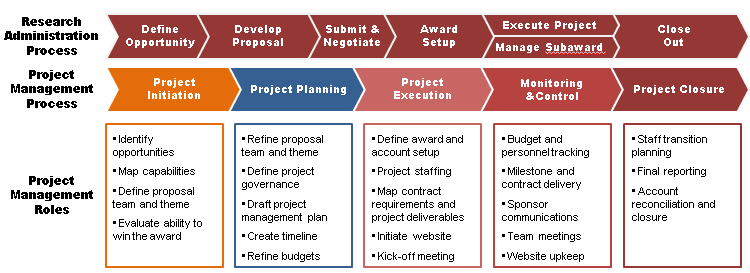 Research
Administration
Process
Define
Opportunity
Develop
Proposal
Submit &
Negotiate
Award
Setup
Execute Project
Manage Subaward
Close
Out
Project
Management
Process
Project
Initiation
Project Planning
Project
Execution
Monitoring
&Control
Project Closure
Project
Management
Roles
▪ Identify
opportunities
▪ Map capabilities
▪ Define proposal
team and theme
▪ Evaluate ability to
win the award
▪ Refine proposal
team and theme
▪ Define project
governance
▪ Draft project
management plan
▪ Create timeline
▪ Refine budgets
▪ Define award and
account setup
▪ Project staffing
▪ Map contract
requirements and
project deliverables
▪ Initiate website
▪ Kick-off meeting
▪ Budget and
personnel tracking
▪ Milestone and
contract delivery
▪ Sponsor
communications
▪ Team meetings
▪ Website upkeep
▪ Staff transition
planning
▪ Final reporting
▪ Account
reconciliation and
closure